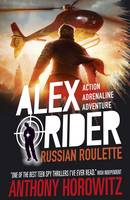 ALEX
ACTION
ADRENALINE
ADVENTURE
RIDER
RUSSIAN ROULETTE
"ONE OF THE BEST TEEN SPY THRILLERS I'VE EVER READ."
ANTHONY HOROWITZ